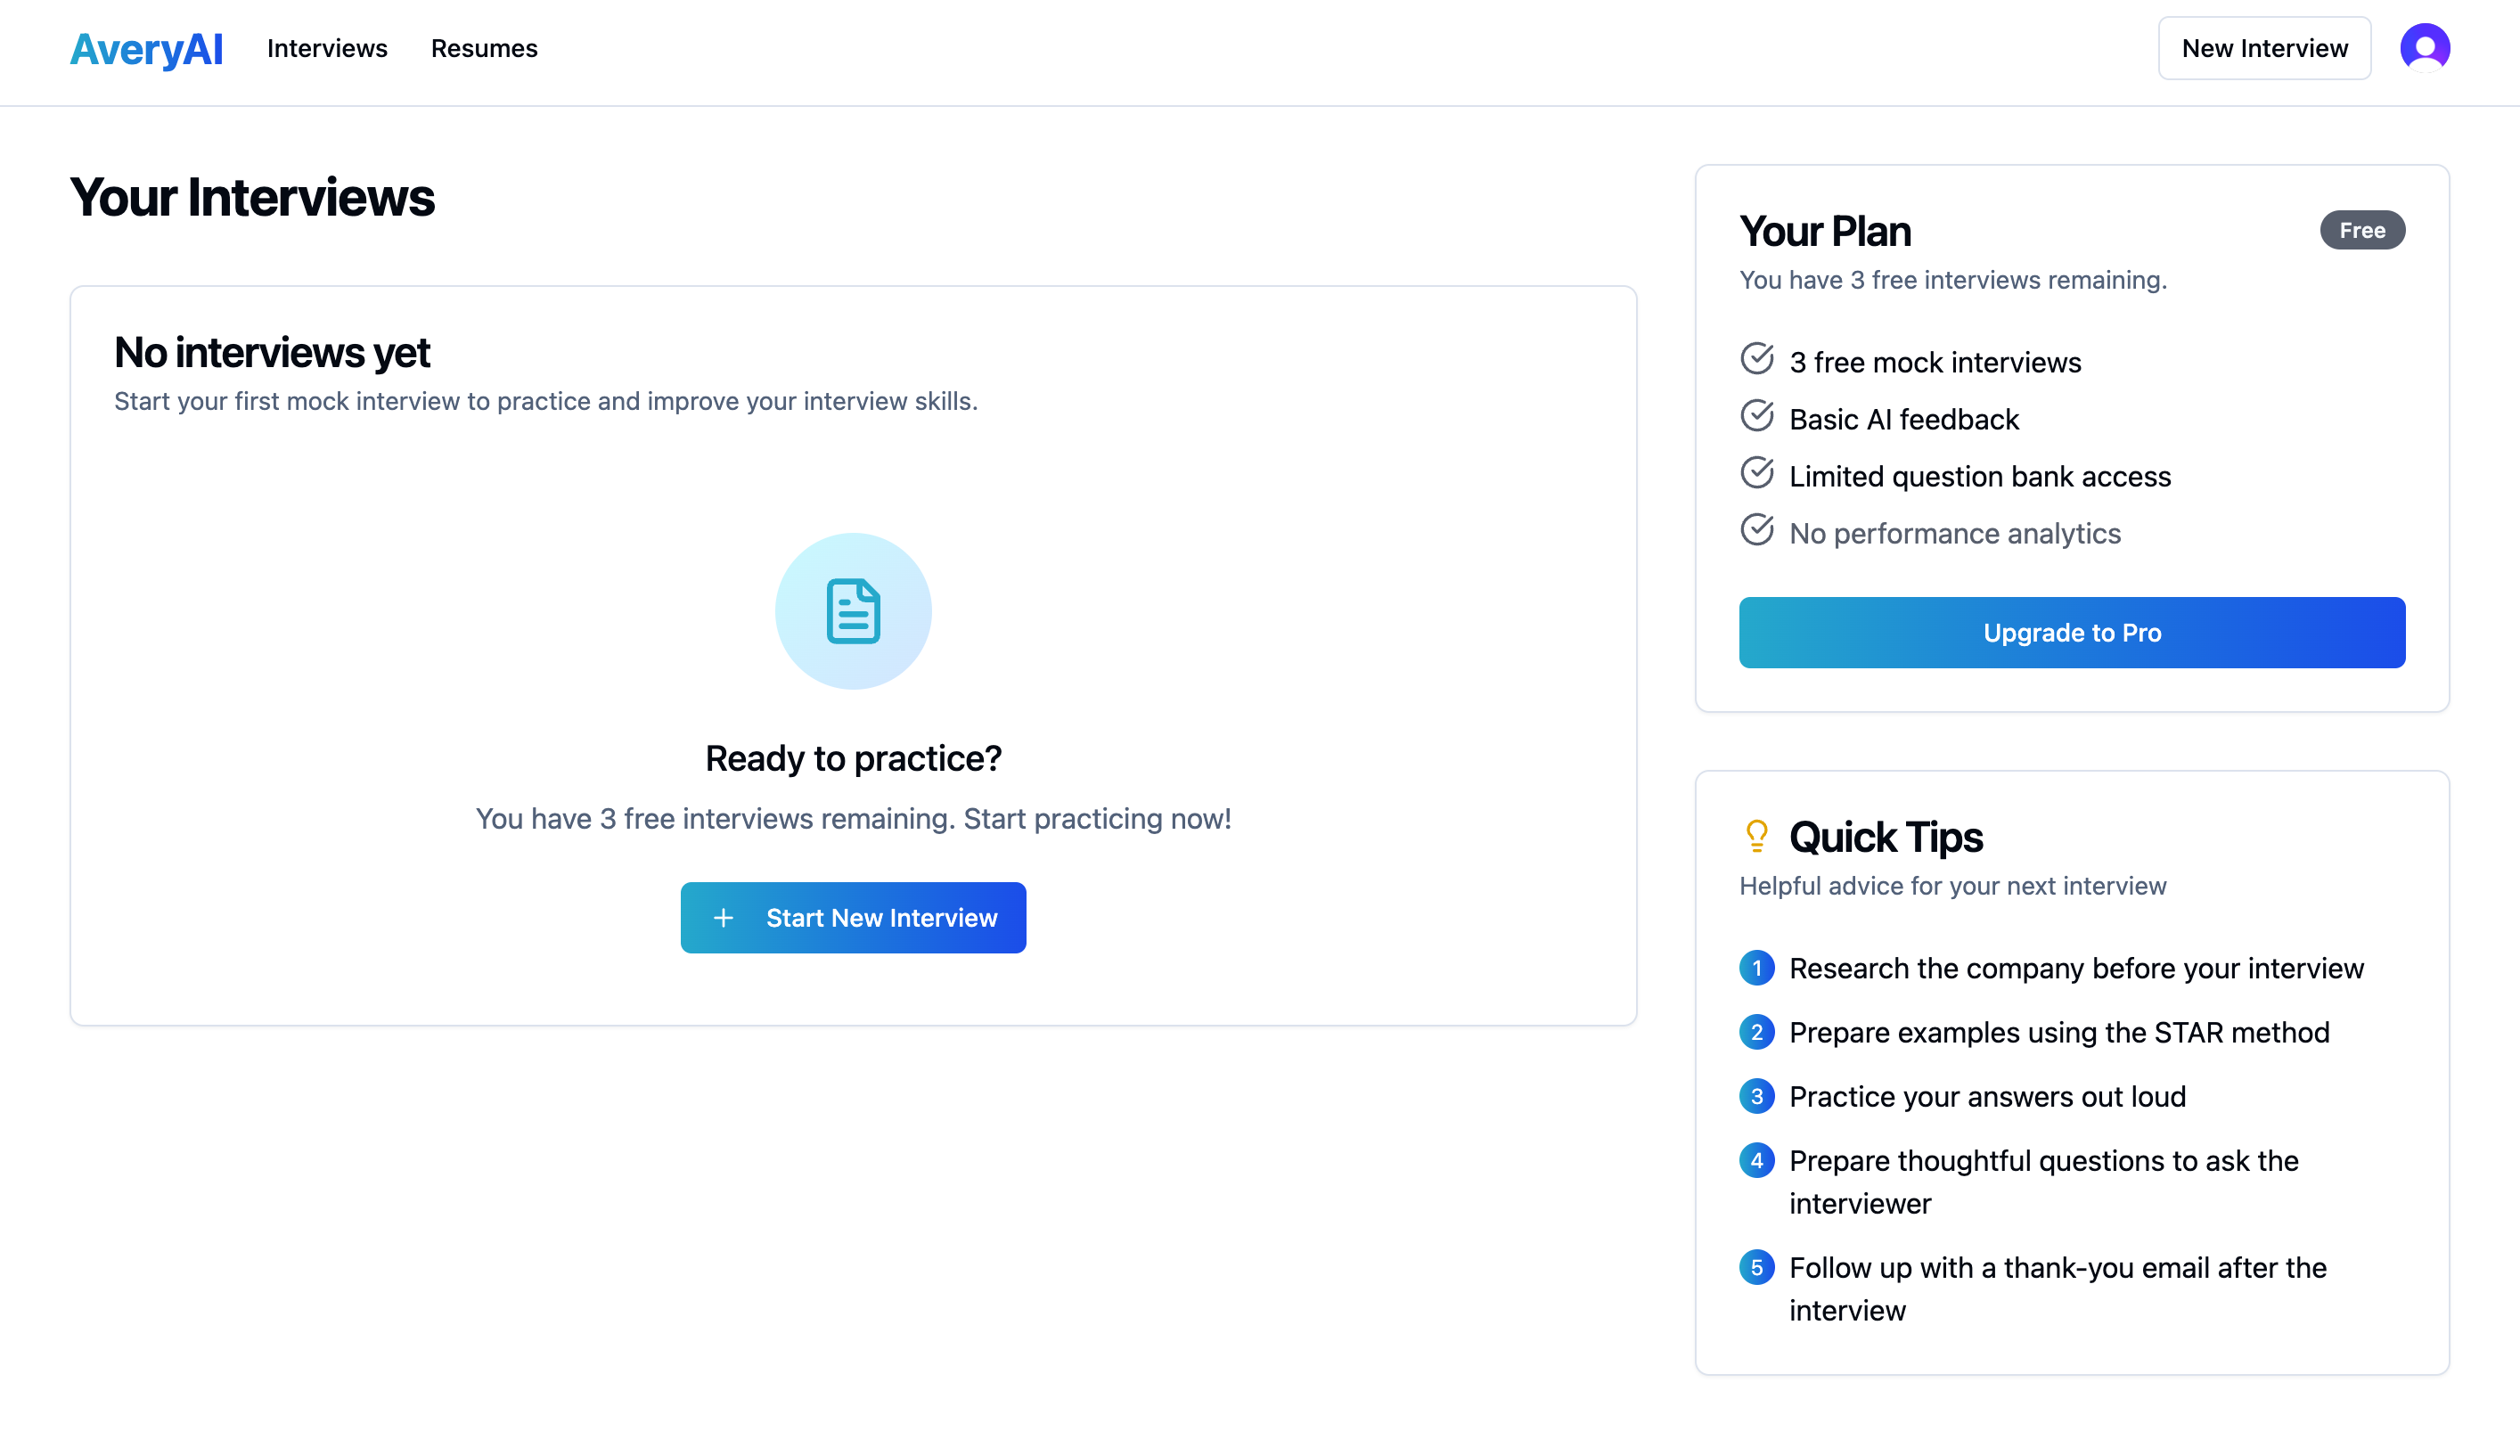 AveryAI
Interviews
Resumes
New Interview
Your Interviews
No interviews yet
Start your first mock interview to practice and improve your interview skills.
Ready to practice?
You have 3 free interviews remaining. Start practicing now!
Start New Interview
Your Plan
Free
You have 3 free interviews remaining.
3 free mock interviews
Basic AI feedback
Limited question bank access
No performance analytics
Upgrade to Pro
Quick Tips
Helpful advice for your next interview
1 Research the company before your interview
2 Prepare examples using the STAR method
3 Practice your answers out loud
4 Prepare thoughtful questions to ask the
interviewer
5 Follow up with a thank-you email after the
interview